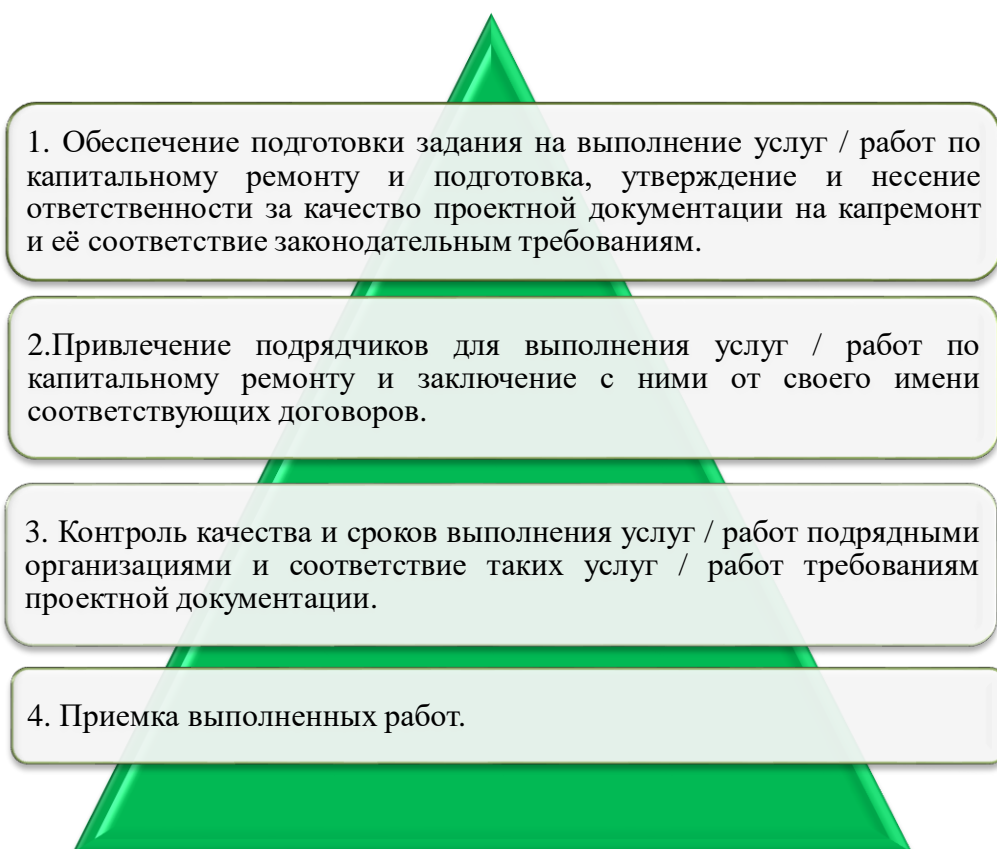 1. Обеспечение подготовки задания на выполнение услуг / работ по
капитальному ремонту и подготовка, утверждение и несение
ответственности за качество проектной документации на капремонт
и её соответствие законодательным требованиям.
2.Привлечение подрядчиков для выполнения услуг / работ по
капитальному ремонту и заключение с ними от своего имени
соответствующих договоров.
3. Контроль качества и сроков выполнения услуг / работ подрядными
организациями и соответствие таких услуг / работ требованиям
проектной документации.
4. Приемка выполненных работ.